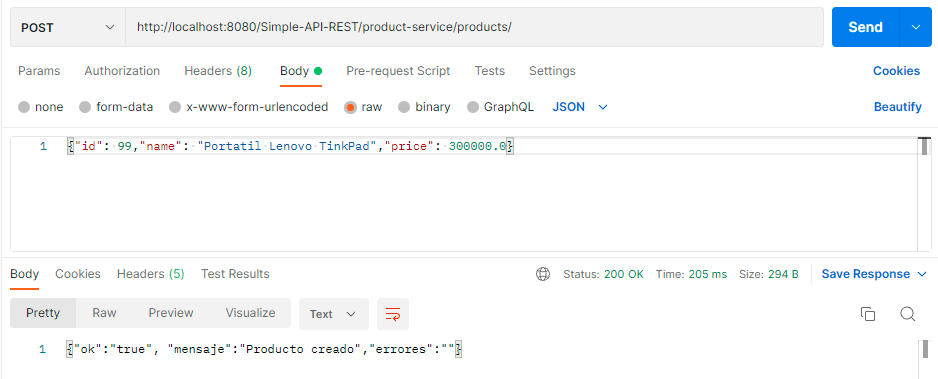 POST http://localhost:8080/Simple-API-REST/product-service/products/ Send
Params Authorization Headers (8) Body Pre-request Script Tests Settings Cookies
none form-data x-www-form-urlencoded raw binary GraphQL JSON Beautify
1 {"id": 99,"name": "Portatil Lenovo TinkPad","price": 300000.0}
Body Cookies Headers (5) Test Results Status: 200 OK Time: 205 ms Size: 294 B Save Response
Pretty Raw Preview Visualize Text
1 {"ok":"true", "mensaje":"Producto creado","errores":""}